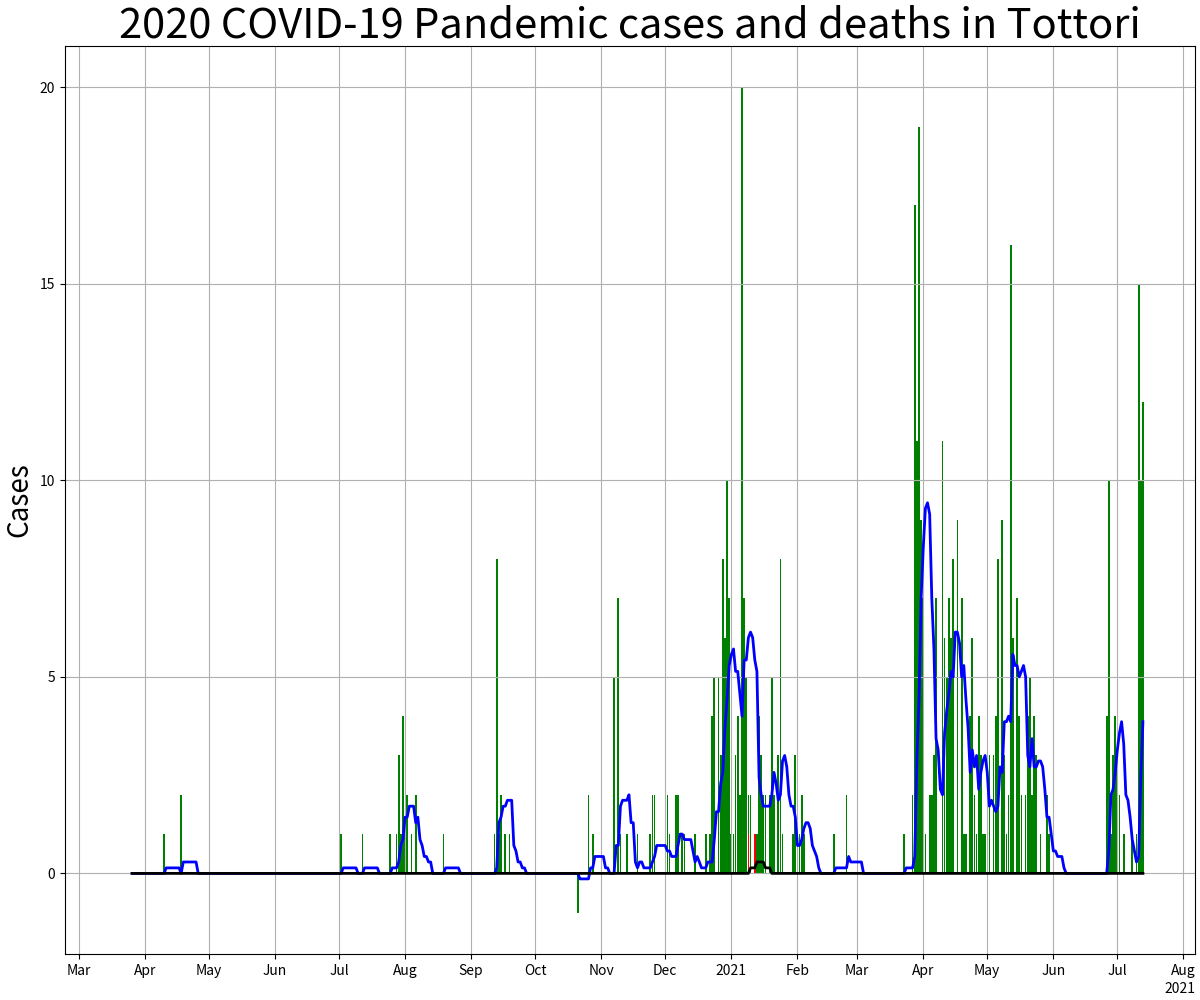 2020 COVID-19 Pandemic cases and deaths in Tottori
Cases
20
15
10
5
0
Mar Apr May Jun Jul Aug Sep Oct Nov Dec 2021 Feb Mar Apr May Jun Jul Aug
2021